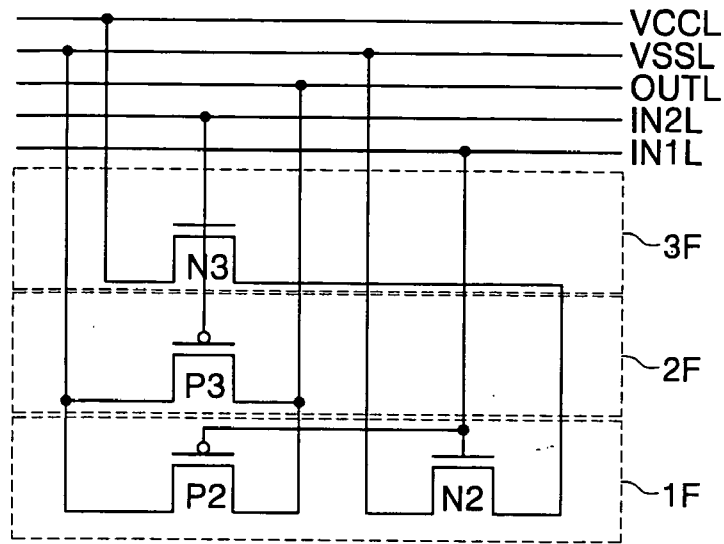 VCCL
VSSL
OUTL
IN2L
IN1L
3F
N3
2F
P3
1F
P2
N2